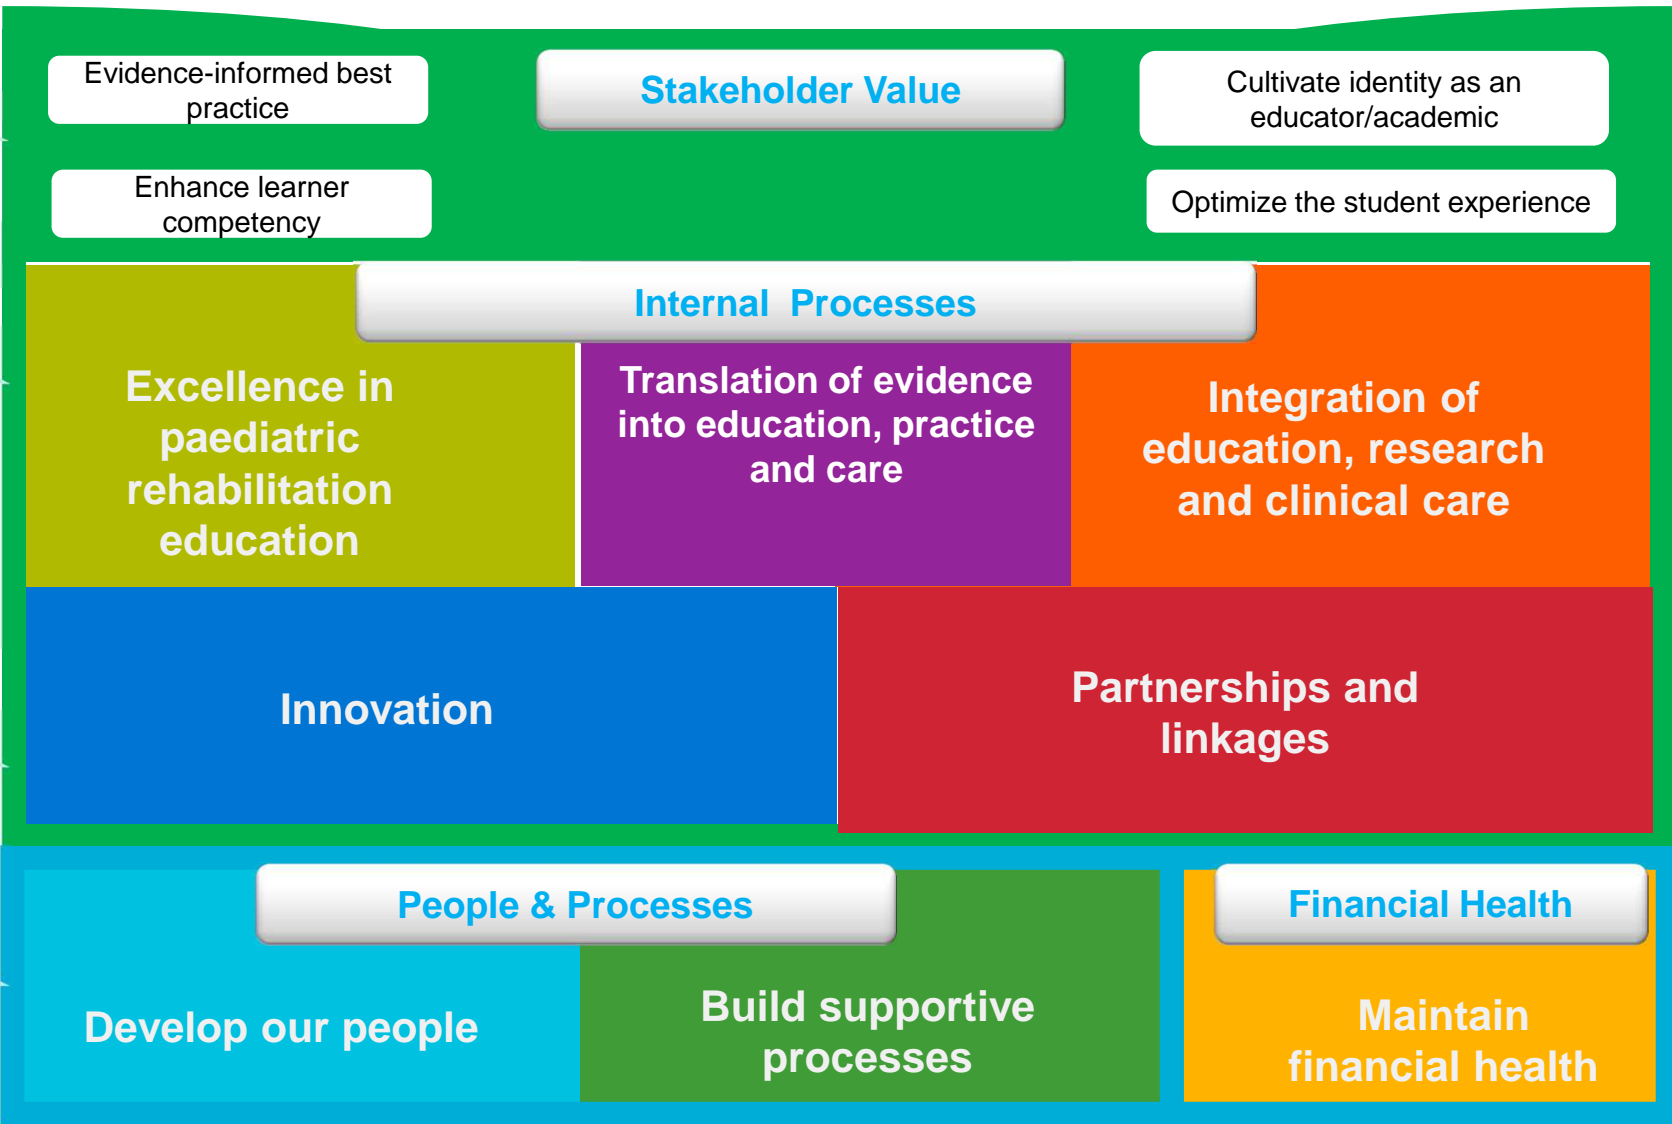 Evidence-informed best
practice
Stakeholder Value
Cultivate identity as an
educator/academic
Enhance learner
competency
Optimize the student experience
Internal  Processes
Excellence in
paediatric
rehabilitation
education
Translation of evidence
into education, practice
and care
Integration of
education, research
and clinical care
Innovation
Partnerships and
linkages
People & Processes
Financial Health
Develop our people
Build supportive
processes
Maintain
financial health